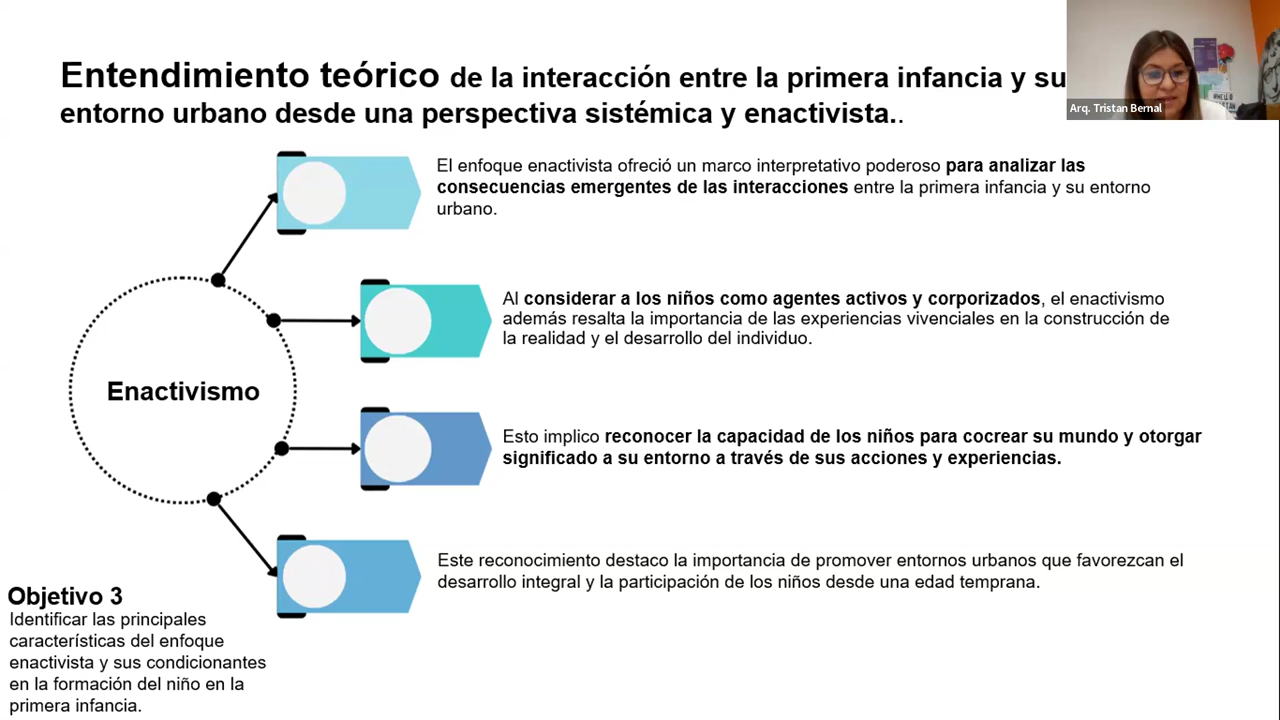 Entendimiento teórico de la interacción entre la primera infancia y su
entorno urbano desde una perspectiva sistémica y enactivista..
Arq. Tristan Bernal
El enfoque enactivista ofreció un marco interpretativo poderoso para analizar las
consecuencias emergentes de las interacciones entre la primera infancia y su entorno
urbano.
Al considerar a los niños como agentes activos y corporizados, el enactivismo
además resalta la importancia de las experiencias vivenciales en la construcción de
la realidad y el desarrollo del individuo.
Enactivismo
Esto implico reconocer la capacidad de los niños para cocrear su mundo y otorgar
significado a su entorno a través de sus acciones y experiencias.
Este reconocimiento destaco la importancia de promover entornos urbanos que favorezcan el
desarrollo integral y la participación de los niños desde una edad temprana.
Objetivo 3
Identificar las principales
características del enfoque
enactivista y sus condicionantes
en la formación del niño en la
primera infancia.